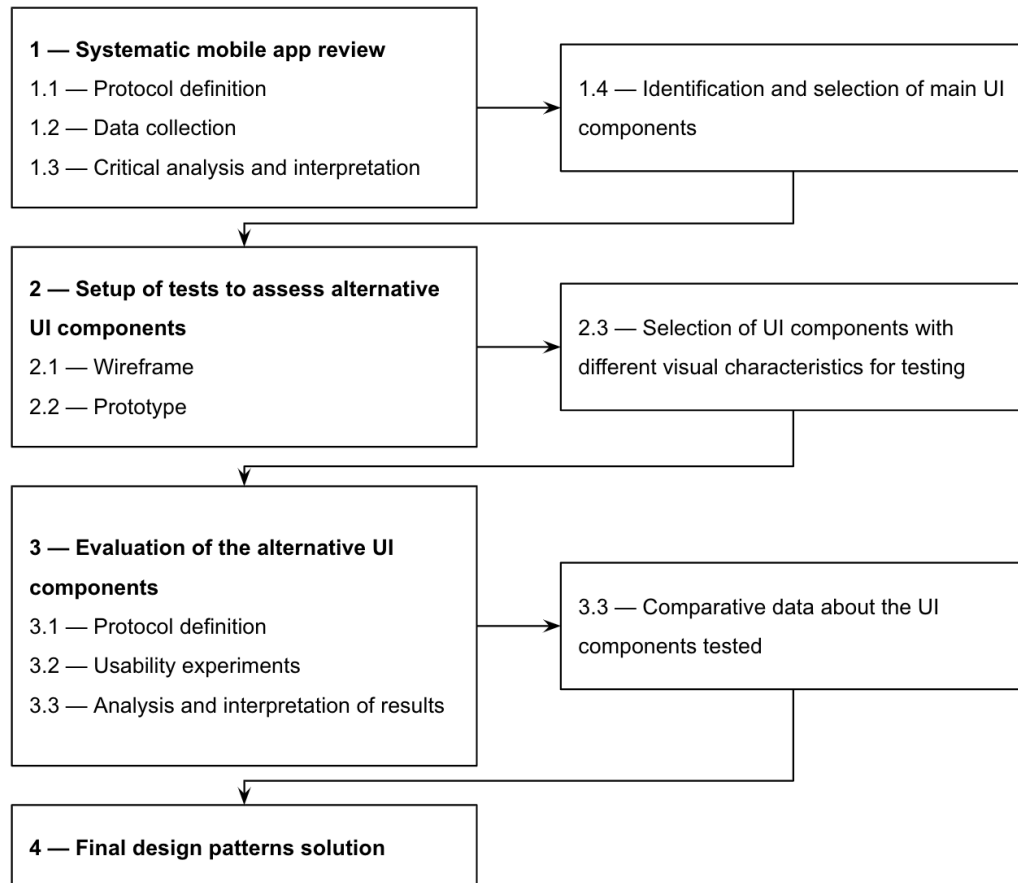 1 — Systematic mobile app review
1.1 — Protocol definition
1.2 — Data collection
1.3 — Critical analysis and interpretation
1.4 — Identification and selection of main UI
components
2 — Setup of tests to assess alternative
UI components
2.1 — Wireframe
2.2 — Prototype
2.3 — Selection of UI components with
different visual characteristics for testing
3 — Evaluation of the alternative UI
components
3.1 — Protocol definition
3.2 — Usability experiments
3.3 — Analysis and interpretation of results
3.3 — Comparative data about the UI
components tested
4 — Final design patterns solution